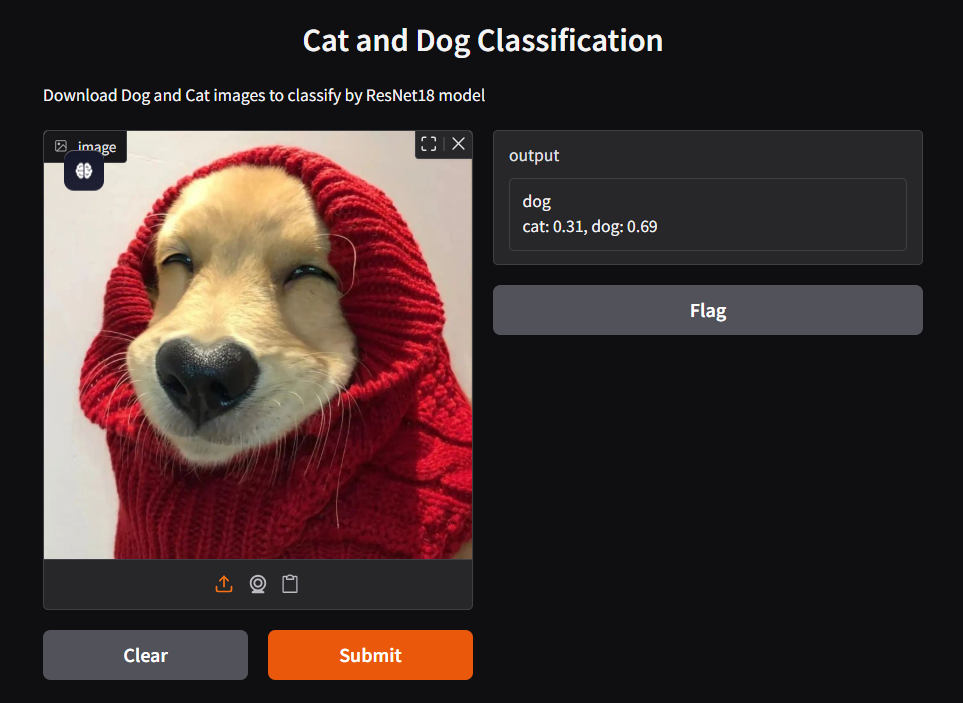 Cat and Dog Classification
Download Dog and Cat images to classify by ResNet18 model
image
output
dog
cat: 0.31, dog: 0.69
Flag
Clear
Submit